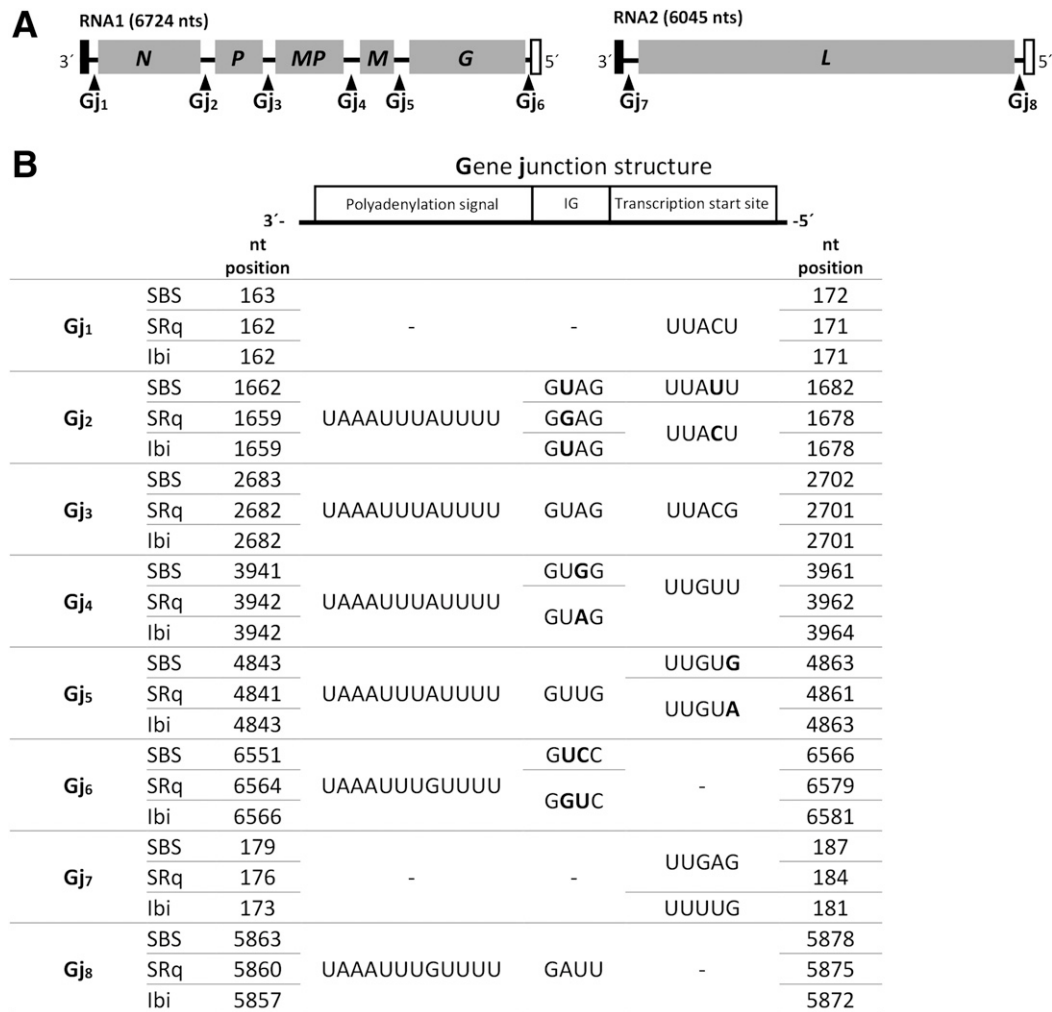 A
RNA1 (6724 nts) RNA2 (6045 nts)
3´ N P MP M G 5´ 3´ L 5´
Gj1 Gj2 Gj3 Gj4 Gj5 Gj6 Gj7 Gj8
B
Gene junction structure
Polyadenylation signal IG Transcription start site
3´- -5´
nt nt
position position
SBS 163 172
Gj1 SRq 162 - - UUACU 171
Ibi 162 171
SBS 1662 GUAG UUAUU 1682
Gj2 SRq 1659 UAAAUUUAUUUU GGAG UUACU 1678
Ibi 1659 GUAG 1678
SBS 2683 2702
Gj3 SRq 2682 UAAAUUUAUUUU GUAG UUACG 2701
Ibi 2682 2701
SBS 3941 GUGG UUGUU 3961
Gj4 SRq 3942 UAAAUUUAUUUU GUAG 3962
Ibi 3942 3964
SBS 4843 UUGUG 4863
Gj5 SRq 4841 UAAAUUUAUUUU GUUG UUGUA 4861
Ibi 4843 4863
SBS 6551 GUCC 6566
Gj6 SRq 6564 UAAAUUUGUUUU GGUC - 6579
Ibi 6566 6581
SBS 179 UUGAG 187
Gj7 SRq 176 - - 184
Ibi 173 UUUUG 181
SBS 5863 5878
Gj8 SRq 5860 UAAAUUUGUUUU GAUU - 5875
Ibi 5857 5872